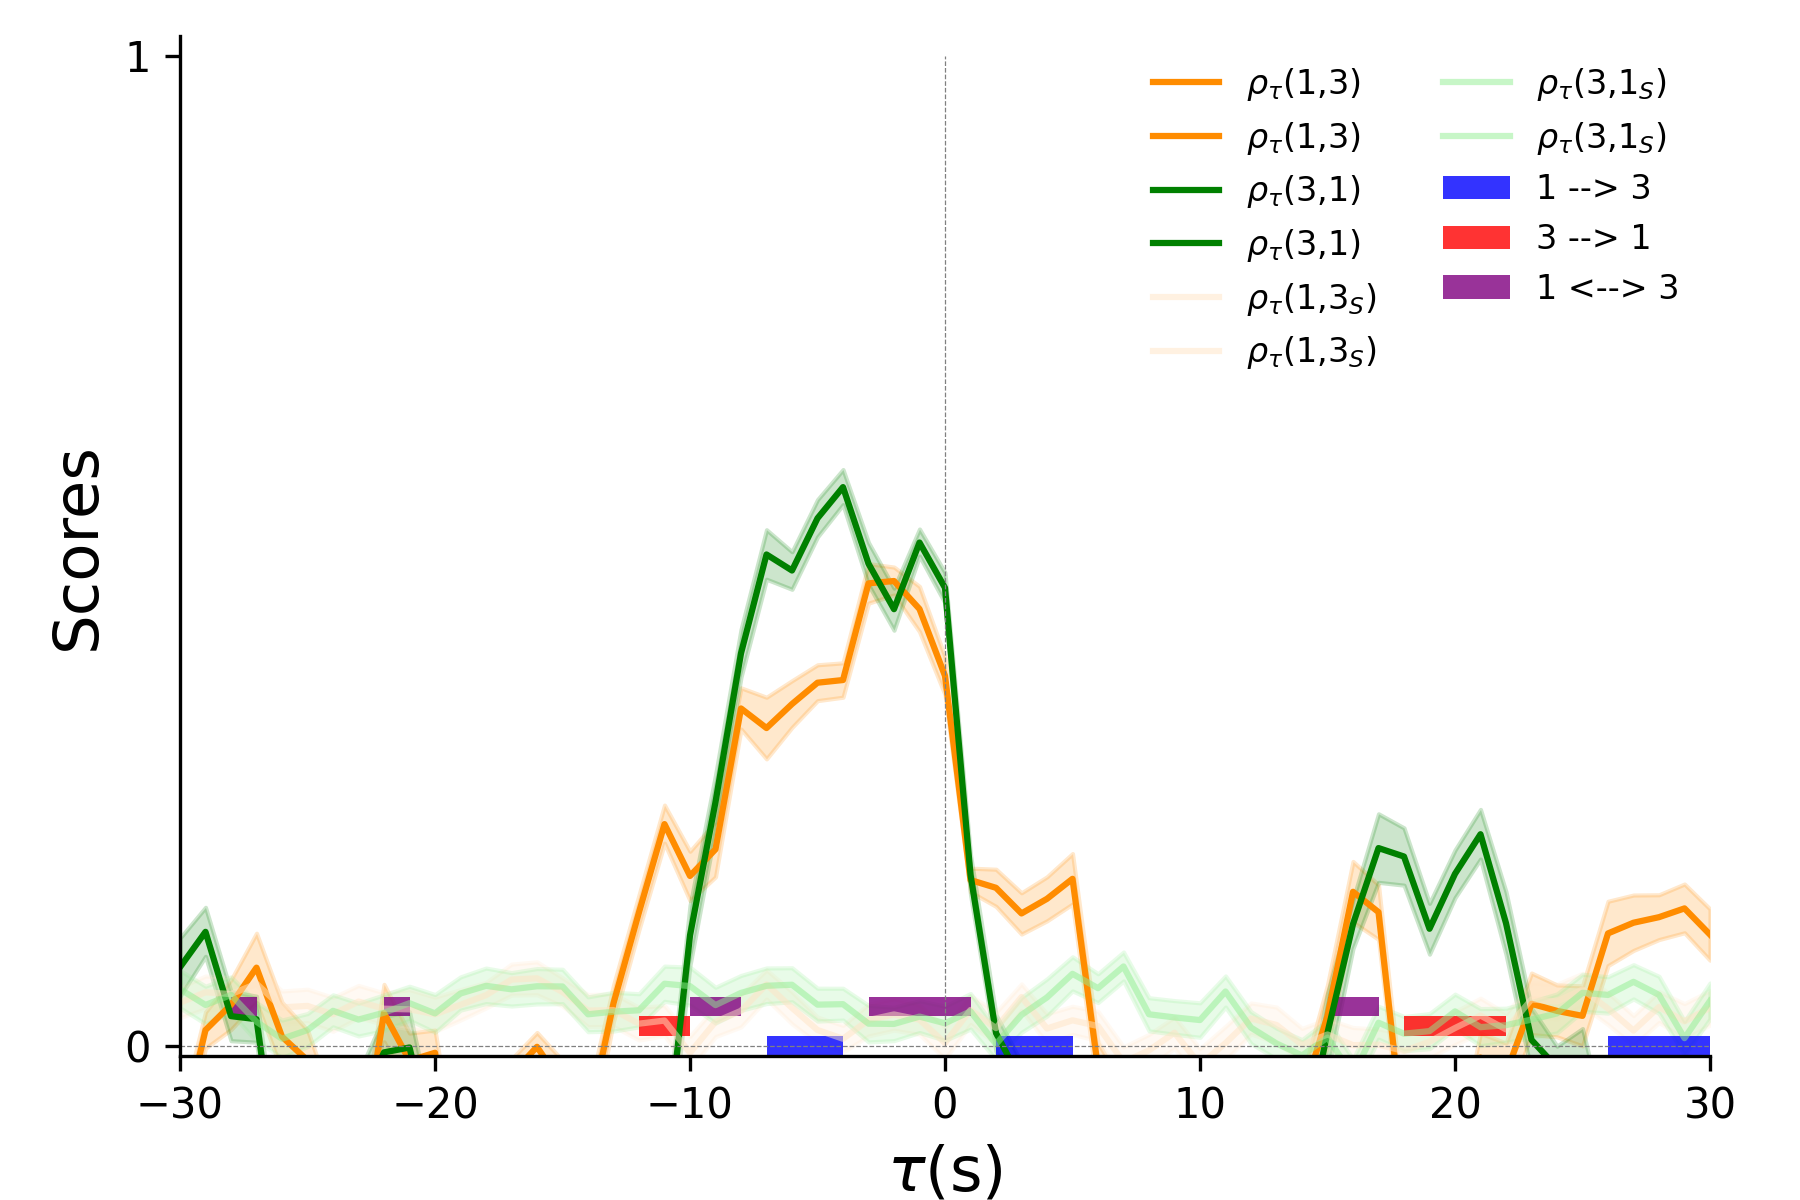 1
ρτ(1,3)
ρτ(1,3)
ρτ(3,1)
ρτ(3,1)
ρτ(1,3S)
ρτ(1,3S)
ρτ(3,1S)
ρτ(3,1S)
1 --> 3
3 --> 1
1 <--> 3
Scores
0
−30 −20 −10 0 10 20 30
τ(s)